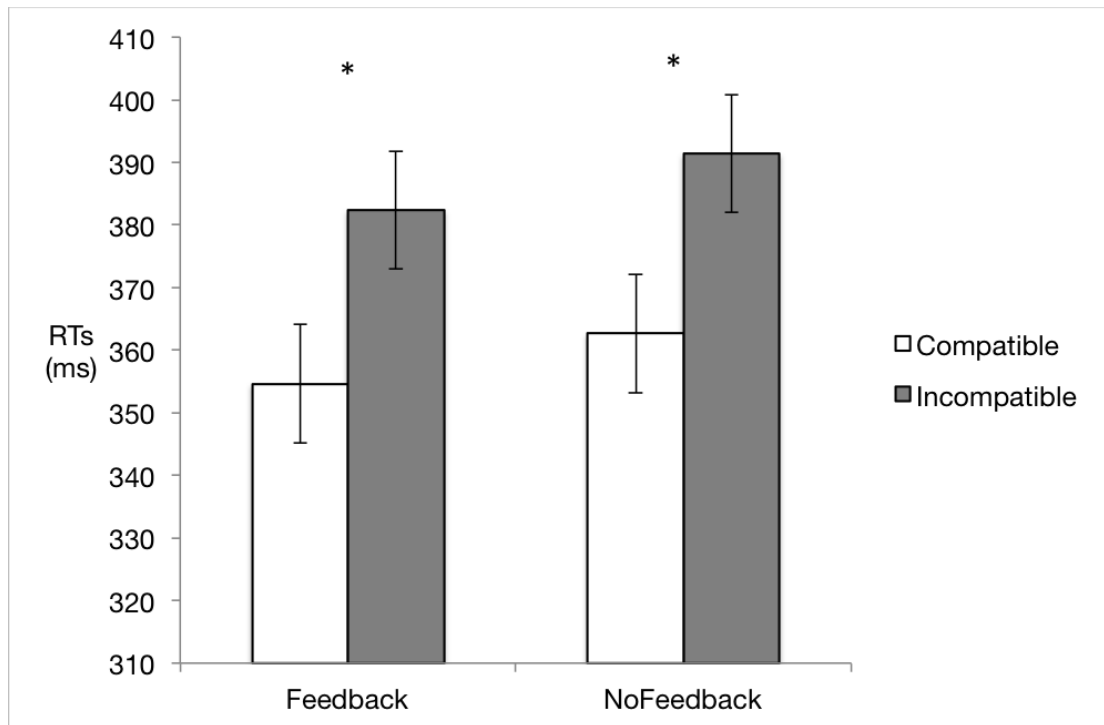 410
*
*
400
390
380
370
RTs
(ms)
360
Compatible
350
Incompatible
340
330
320
310
Feedback
NoFeedback